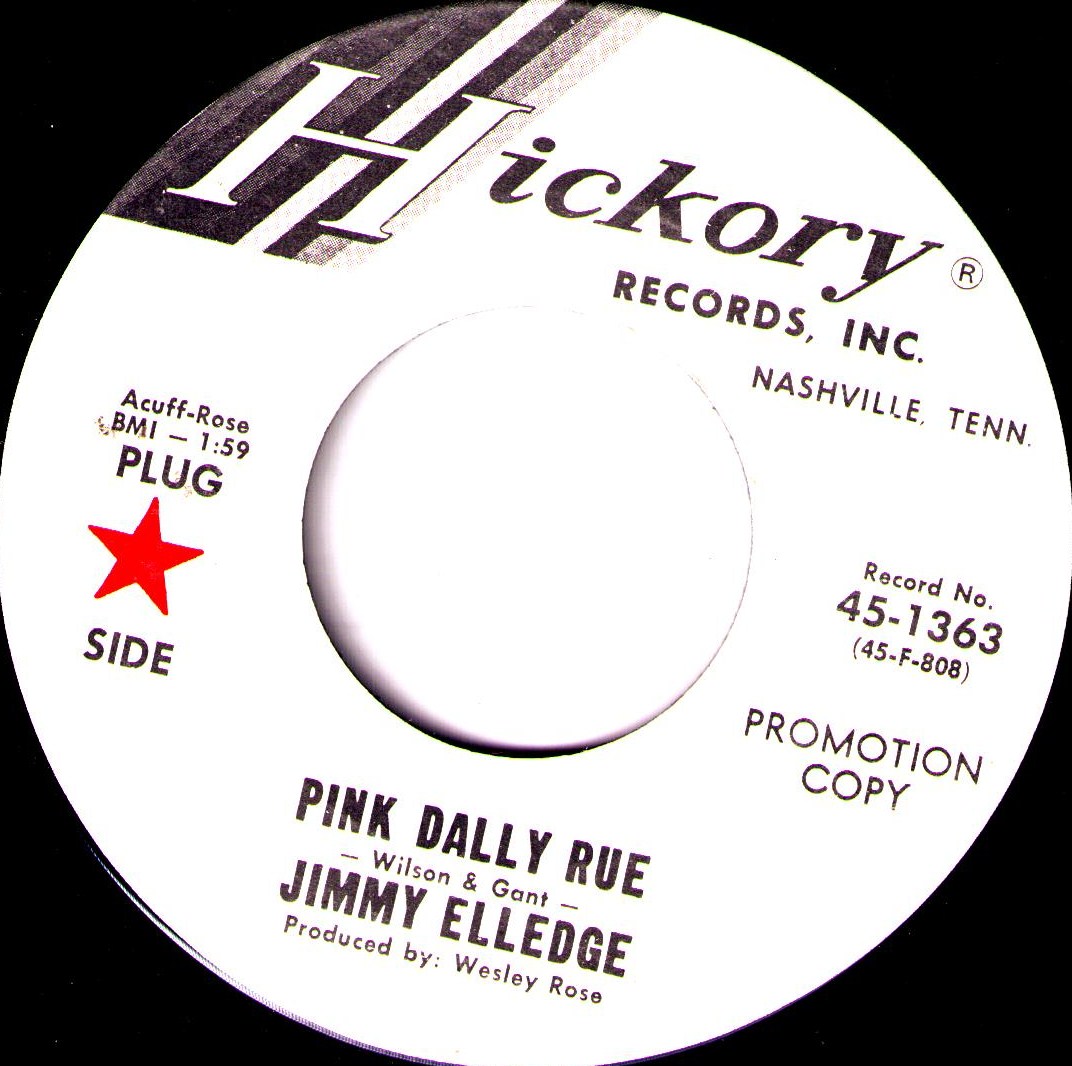 Hickory ®
RECORDS, INC.
NASHVILLE, TENN.
Acuff-Rose
BMI — 1:59
PLUG
SIDE
Record No.
45-1363
(45-F-808)
PROMOTION
COPY
PINK DALLY RUE
— Wilson & Gant —
JIMMY ELLEDGE
Produced by: Wesley Rose